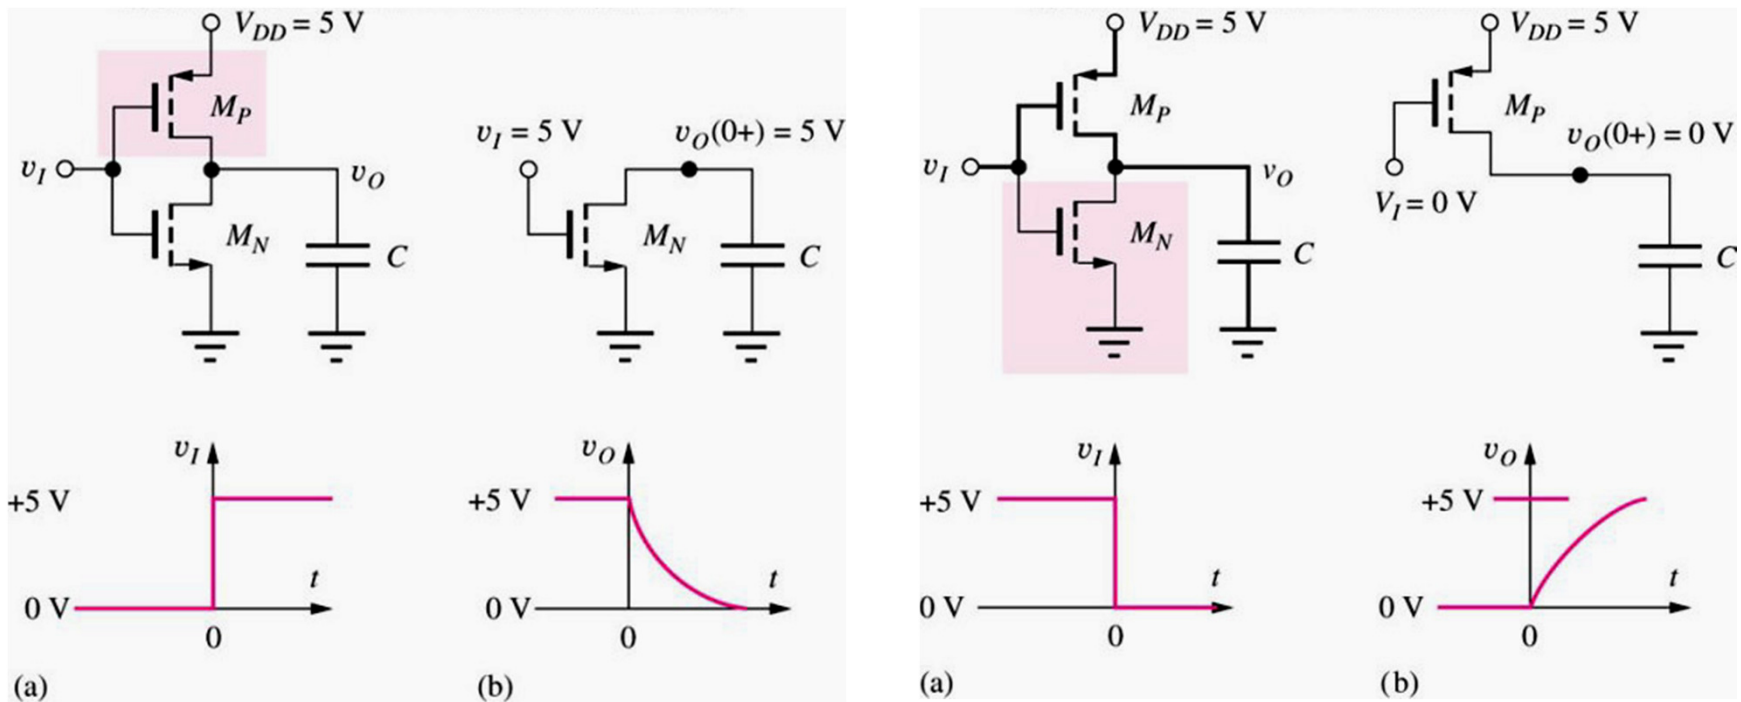 V_DD = 5 V
M_P
v_I
v_O
M_N
C
v_I = 5 V
v_O(0+) = 5 V
M_N
C
v_I
+5 V
0 V
t
0
(a)
v_O
+5 V
0 V
t
0
(b)
V_DD = 5 V
M_P
v_I
v_O
M_N
C
V_DD = 5 V
M_P
v_O(0+) = 0 V
V_I = 0 V
C
v_I
+5 V
0 V
t
0
(a)
v_O
+5 V
0 V
t
0
(b)